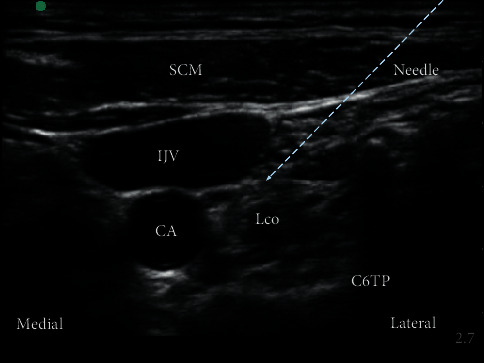 SCM
Needle
IJV
Lco
CA
C6TP
Medial
Lateral
2.7